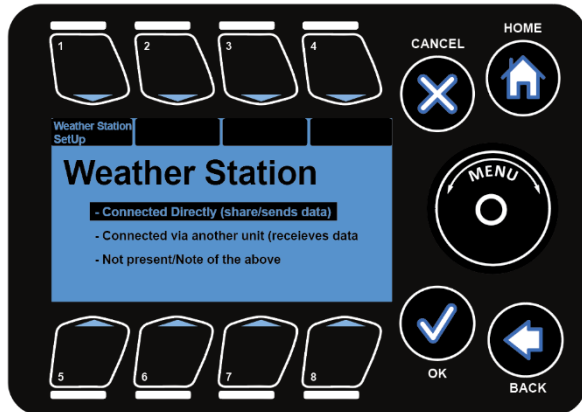 1
2
3
4
CANCEL
HOME
Weather Station
SetUp
Weather Station
- Connected Directly (share/sends data)
- Connected via another unit (receieves data
- Not present/Note of the above
MENU
5
6
7
8
OK
BACK